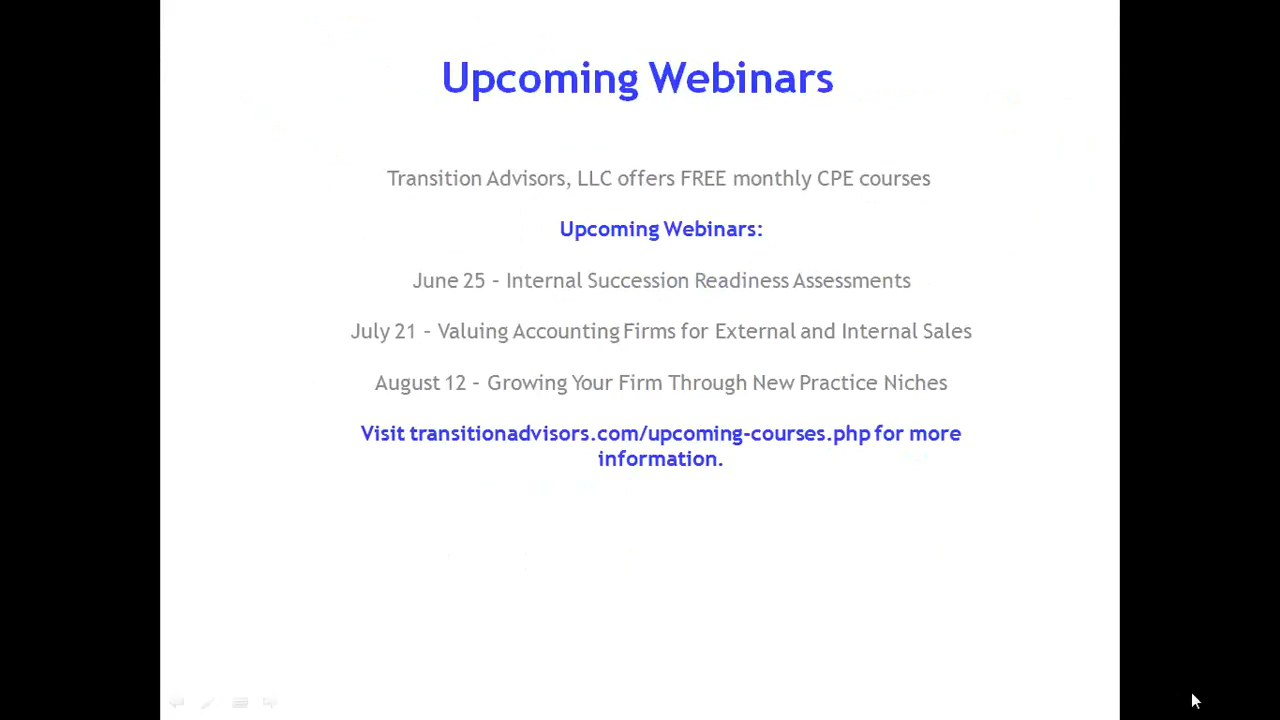 Upcoming Webinars
Transition Advisors, LLC offers FREE monthly CPE courses
Upcoming Webinars:
June 25 – Internal Succession Readiness Assessments
July 21 – Valuing Accounting Firms for External and Internal Sales
August 12 – Growing Your Firm Through New Practice Niches
Visit transitionadvisors.com/upcoming-courses.php for more
information.